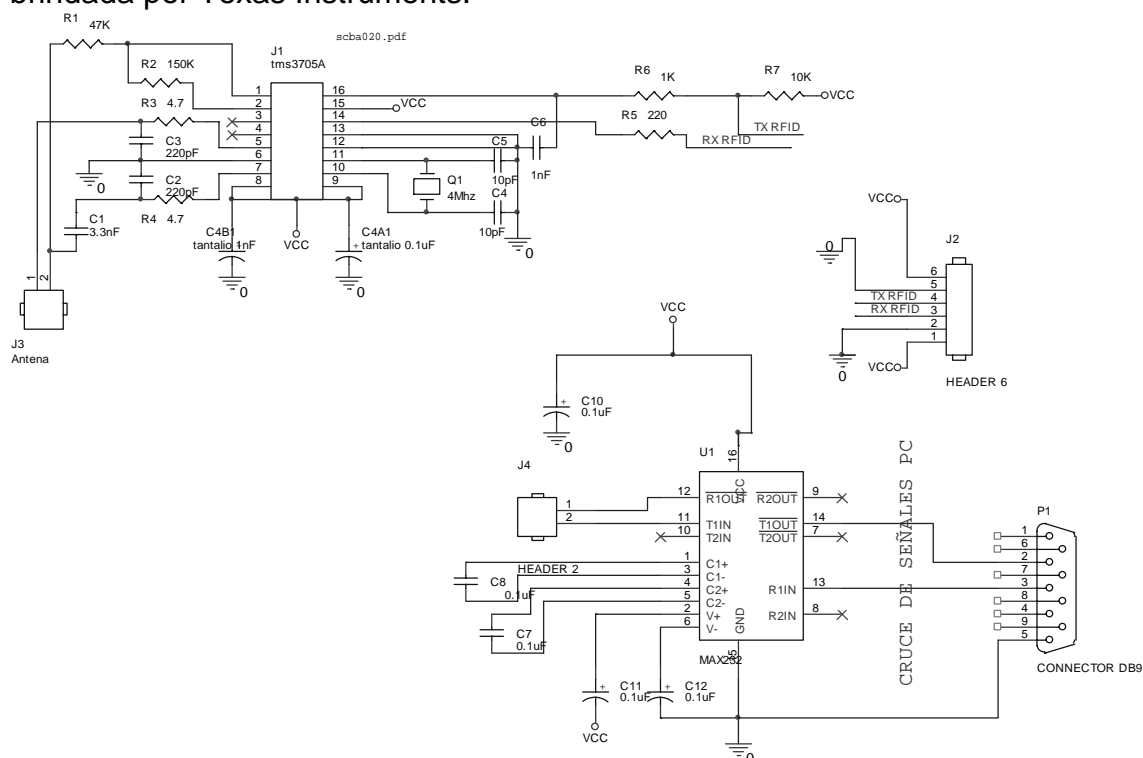 brindada por Texas Instruments.
R1
47K
scba020.pdf
J1
tms3705A
R2 150K
R3 4.7
C3
220pF
C2
220pF
R4 4.7
C1
3.3nF
0
1
2
3
4
5
6
7
8
16
15
14
13
12
11
10
9
VCC
C4B1
tantalio 1nF
0
VCC
C4A1
tantalio 0.1uF
0
Q1
4Mhz
C5
10pF
C4
10pF
0
C6
1nF
R6
1K
R7
10K
VCC
R5 220
TX RFID
RX RFID
1
2
J3
Antena
VCC
0
J2
6
5
4
3
2
1
TX RFID
RX RFID
0
VCC
HEADER 6
VCC
C10
0.1uF
0
J4
1
2
HEADER 2
U1
16
VCC
12
R1OUT
R2OUT
9
11
T1IN
T1OUT
14
10
T2IN
T2OUT
7
1
C1+
3
C1-
4
C2+
5
C2-
2
V+
6
V-
R1IN
13
R2IN
8
GND
15
MAX232
C8
0.1uF
C7
0.1uF
C11
0.1uF
VCC
C12
0.1uF
0
CRUCE DE SEÑALES PC
P1
1
6
2
7
3
8
4
9
5
CONNECTOR DB9